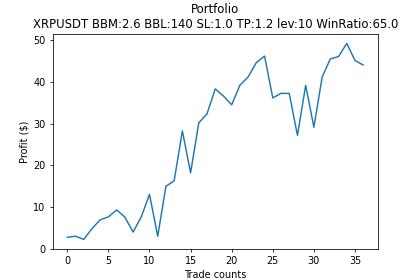 Portfolio
XRPUSDT BBM:2.6 BBL:140 SL:1.0 TP:1.2 lev:10 WinRatio:65.0
50
40
30
20
10
0
Profit ($)
0 5 10 15 20 25 30 35
Trade counts